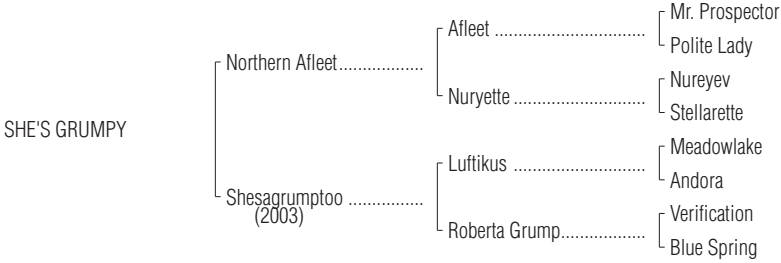 Mr. Prospector
Afleet ................................
Polite Lady
Northern Afleet..................
Nureyev
Nuryette ............................
Stellarette
SHE'S GRUMPY
Meadowlake
Luftikus ............................
Andora
Shesagrumptoo ................
(2003)
Verification
Roberta Grump..................
Blue Spring